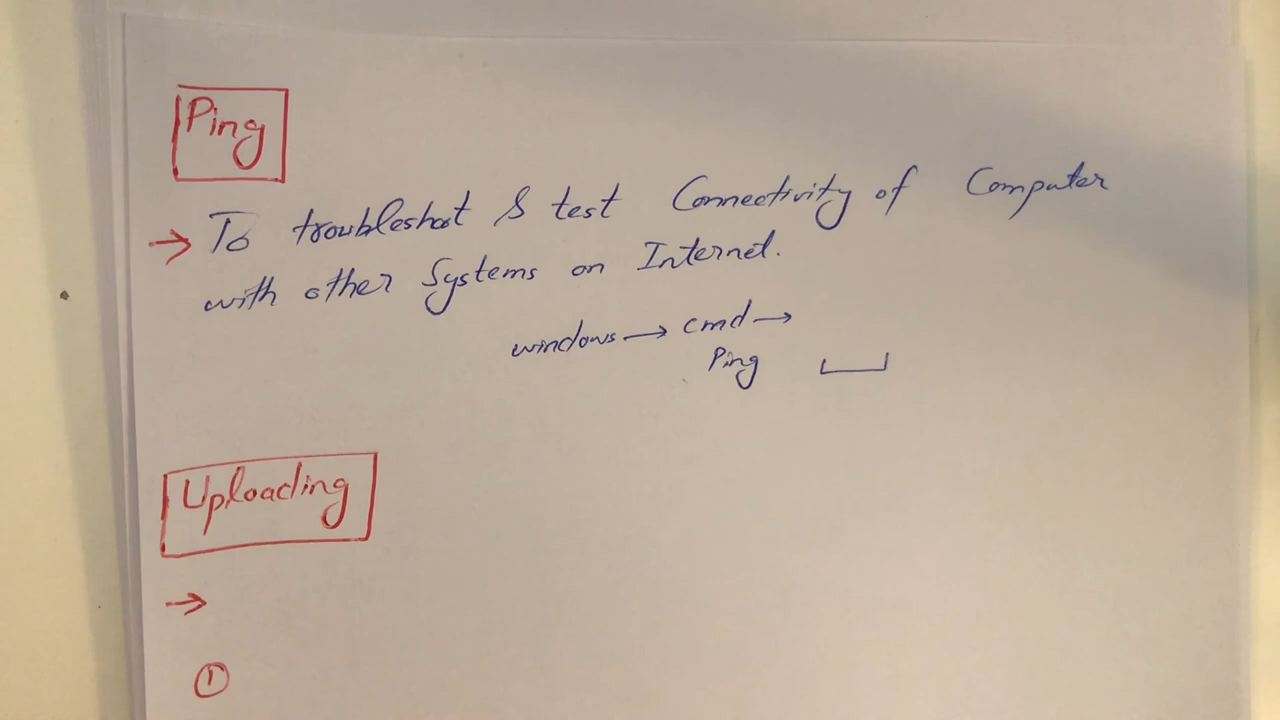 Ping
→ To troubleshoot & test Connectivity of Computer
with other Systems on Internet.
windows → cmd →
Ping
Uploading
→
①